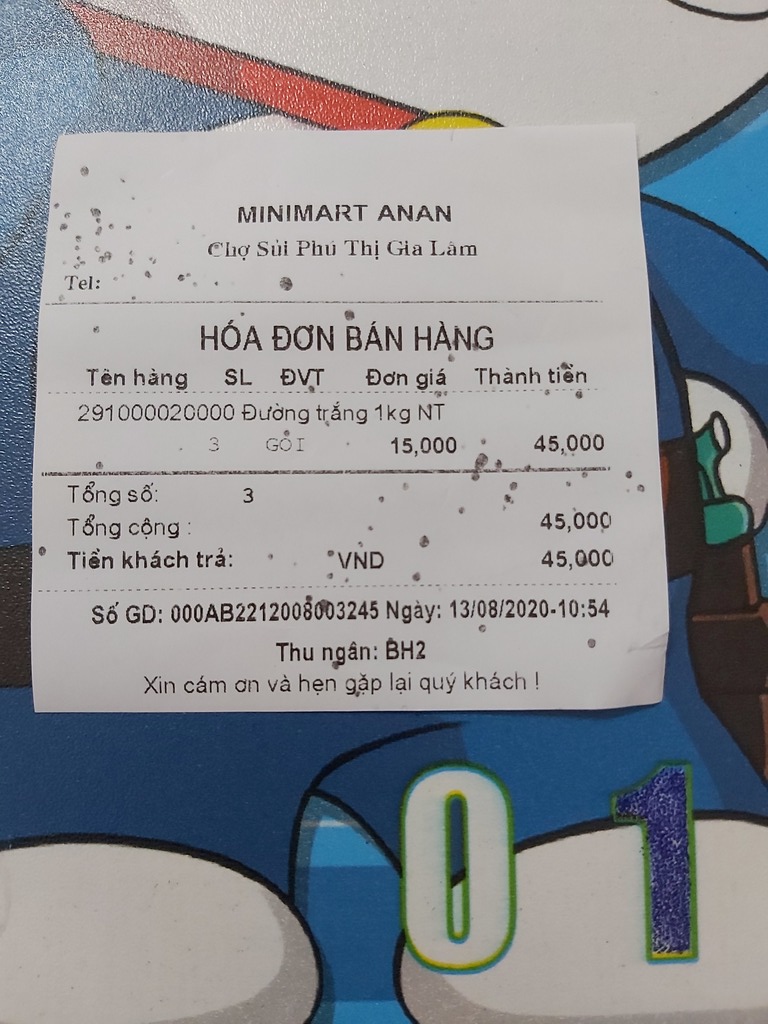 MINIMART ANAN
Chợ Sủi Phú Thị Gia Lâm
Tel:
HÓA ĐƠN BÁN HÀNG
Tên hàng SL ĐVT Đơn giá Thành tiền
291000020000 Đường trắng 1kg NT
3 GÓI 15,000 45,000
Tổng số: 3
Tổng cộng : 45,000
Tiền khách trả: VND 45,000
Số GD: 000AB2212008003245 Ngày: 13/08/2020-10:54
Thu ngân: BH2
Xin cám ơn và hẹn gặp lại quý khách !
01